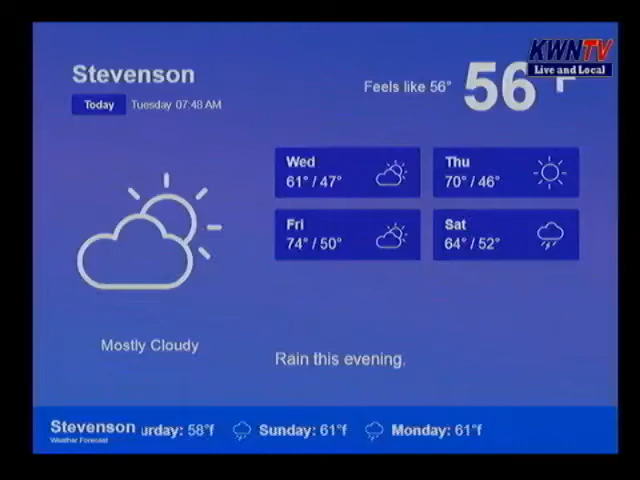 KWNTV
Live and Local
Stevenson
Feels like 56° 56 °F
Today Tuesday 07:48 AM
Wed
61° / 47°
Thu
70° / 46°
Fri
74° / 50°
Sat
64° / 52°
Mostly Cloudy
Rain this evening.
Stevenson
Weather Forecast
urday: 58°f Sunday: 61°f Monday: 61°f